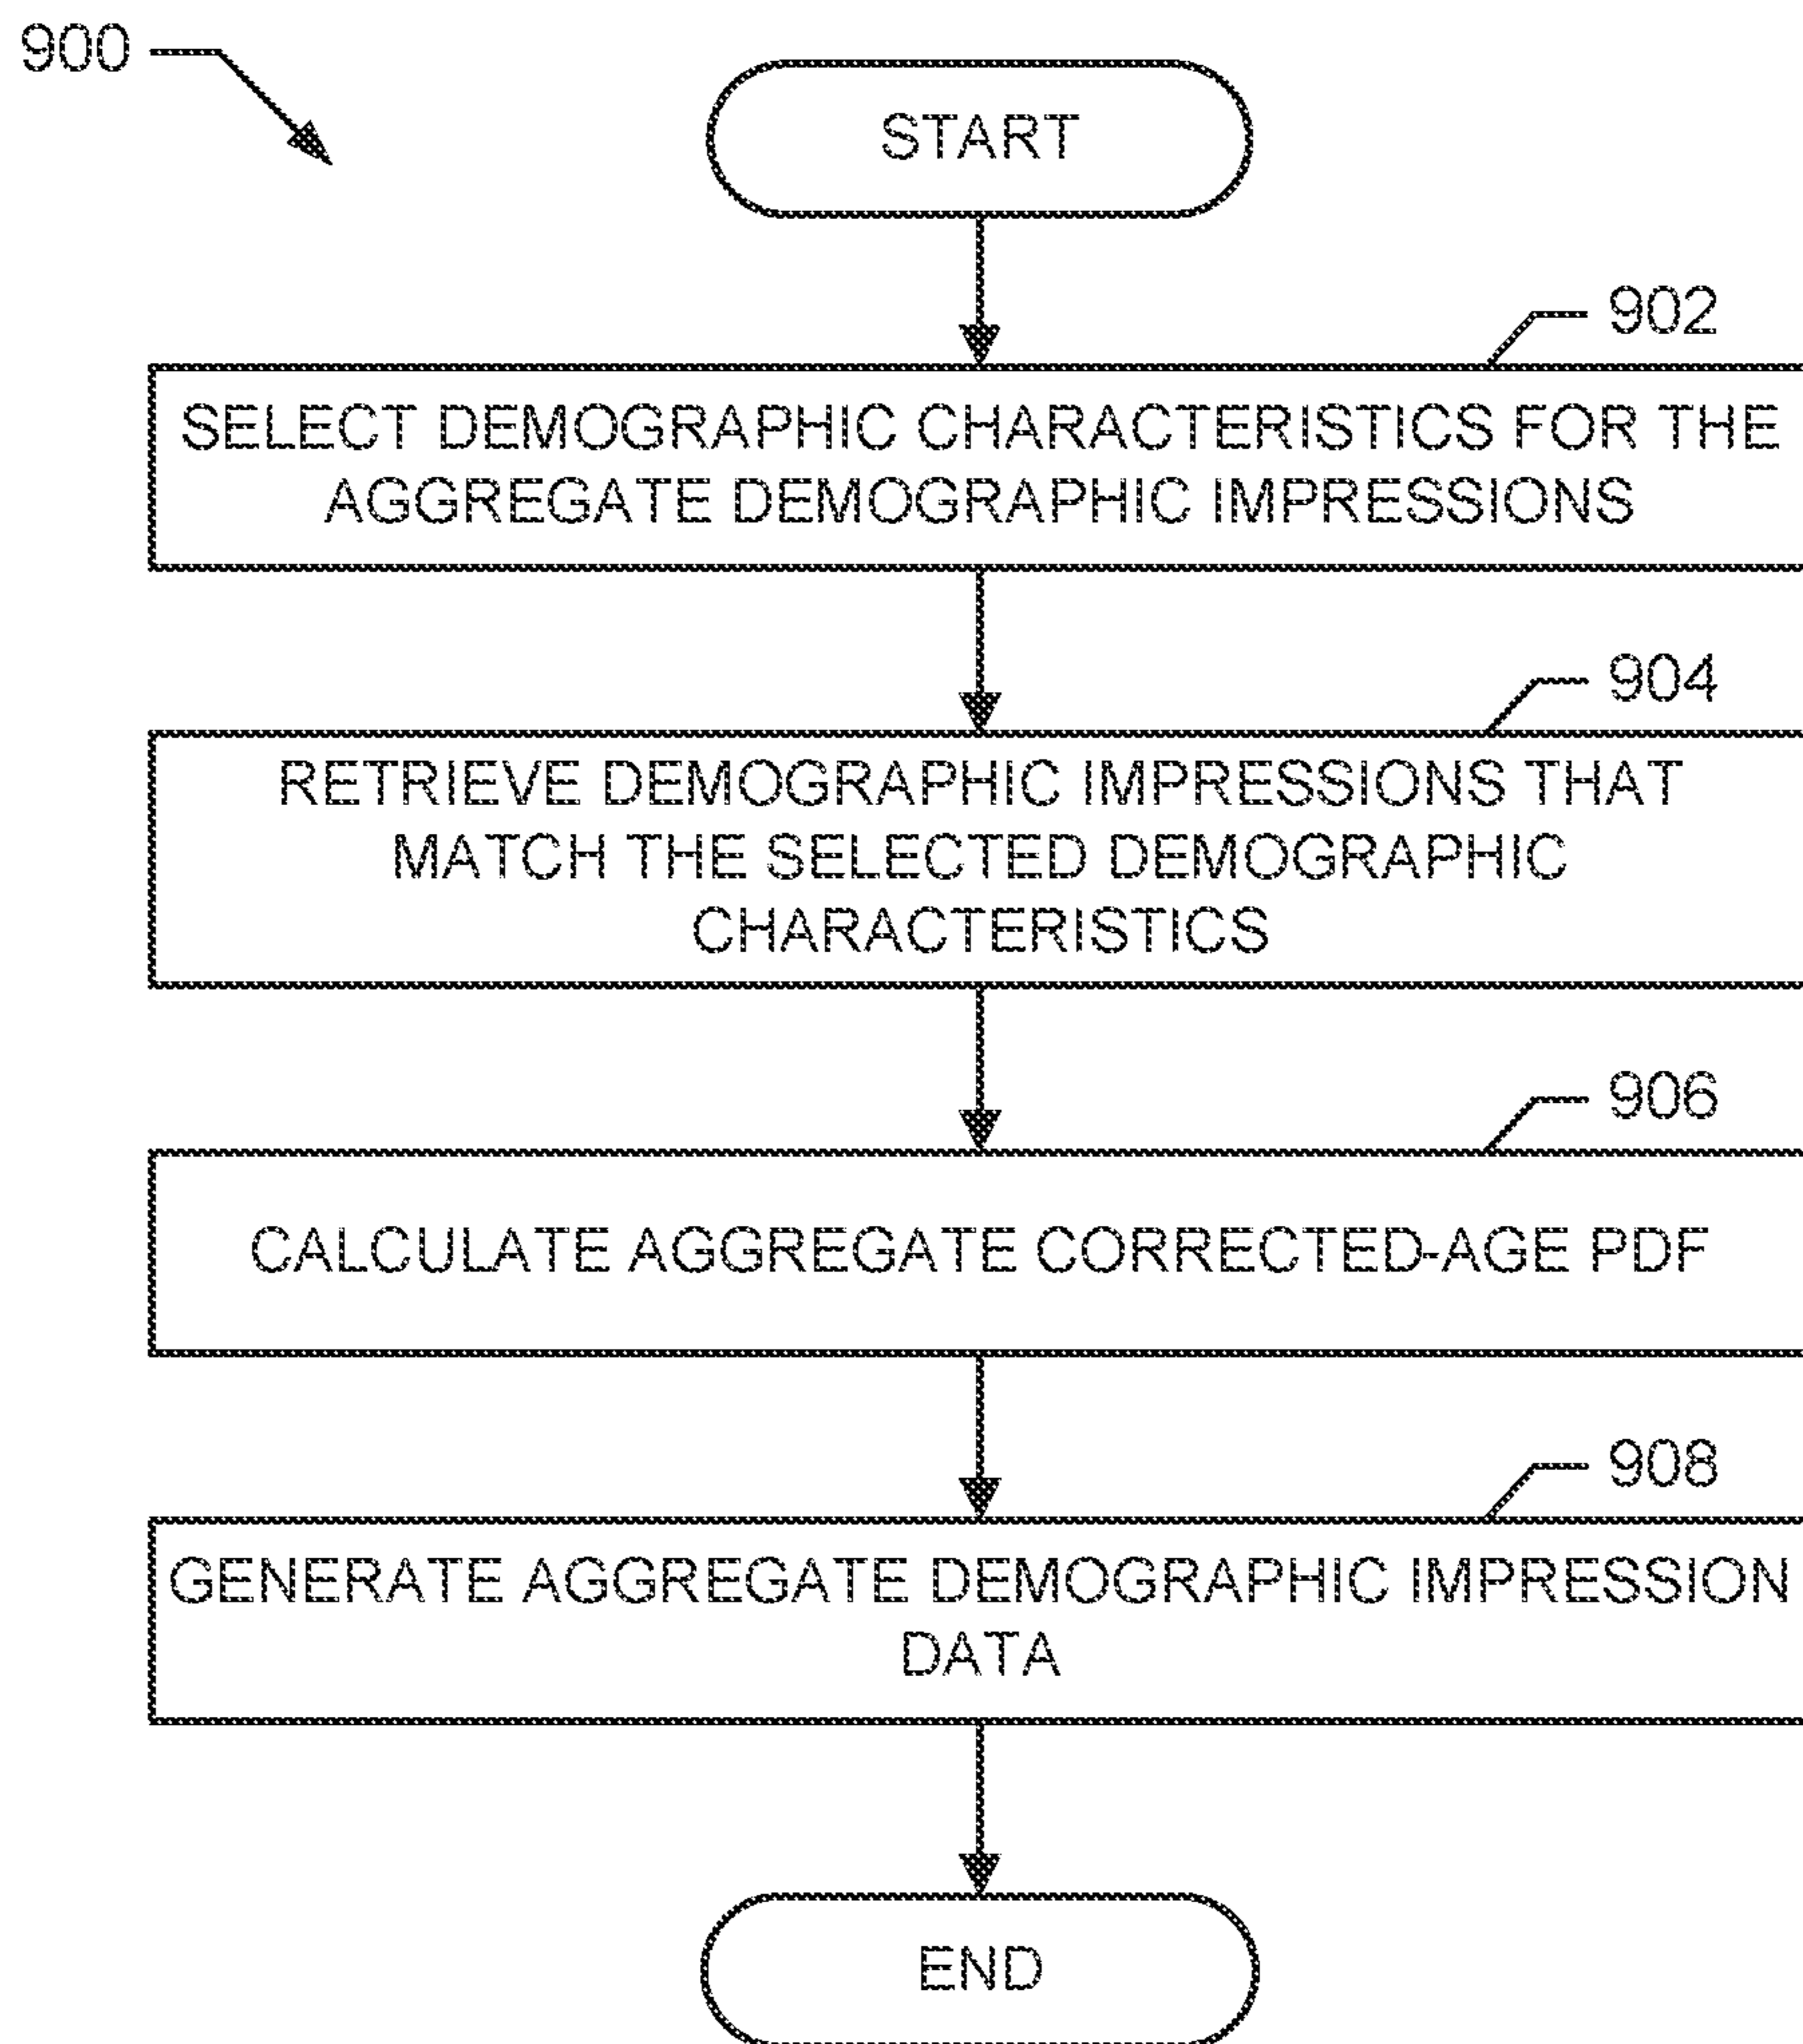 900
START
902
SELECT DEMOGRAPHIC CHARACTERISTICS FOR THE
AGGREGATE DEMOGRAPHIC IMPRESSIONS
904
RETRIEVE DEMOGRAPHIC IMPRESSIONS THAT
MATCH THE SELECTED DEMOGRAPHIC
CHARACTERISTICS
906
CALCULATE AGGREGATE CORRECTED-AGE PDF
908
GENERATE AGGREGATE DEMOGRAPHIC IMPRESSION
DATA
END